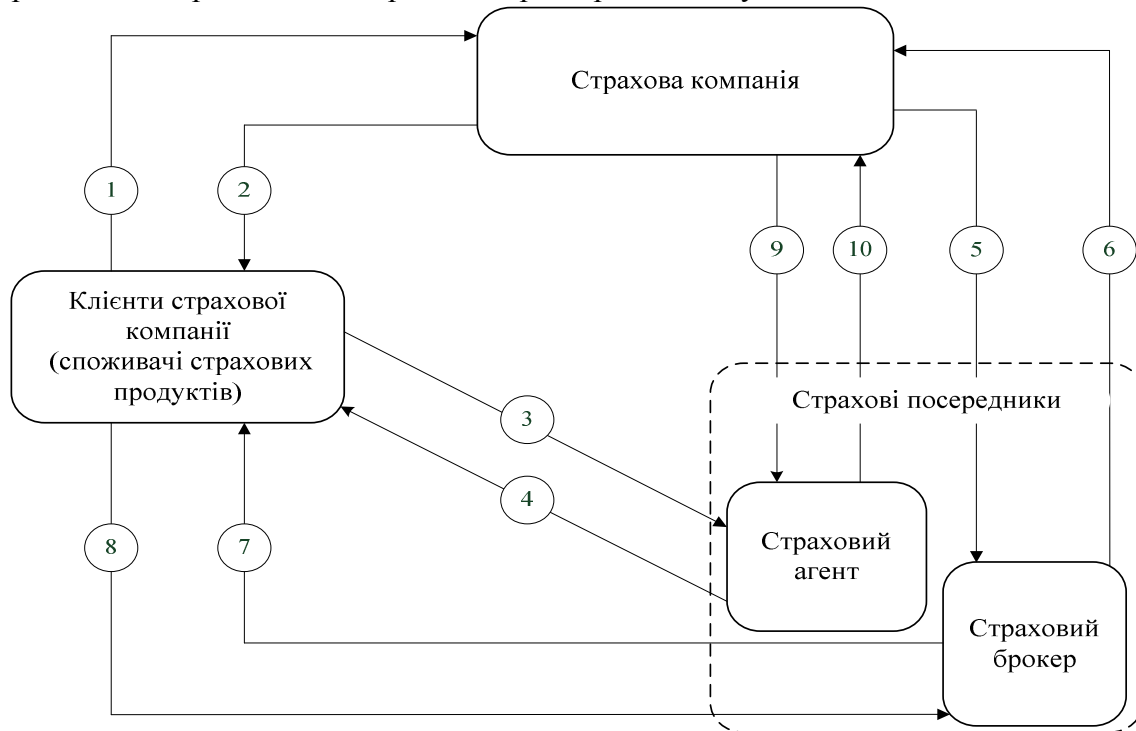 Страхова компанія
1
2
9
10
5
6
Клієнти страхової
компанії
(споживачі страхових
продуктів)
Страхові посередники
3
4
Страховий
агент
8
7
Страховий
брокер